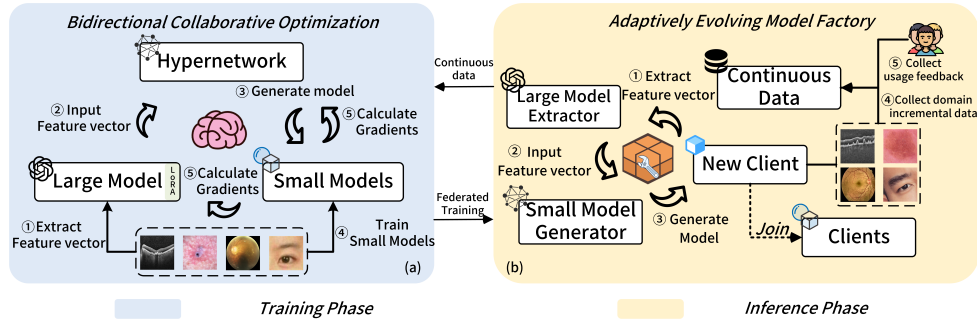 Bidirectional Collaborative Optimization
Hypernetwork
② Input
Feature vector
③ Generate model
⑤ Calculate
Gradients
Large Model
LoRA
⑤ Calculate
Gradients
Small Models
① Extract
Feature vector
④ Train
Small Models
(a)
Training Phase
Continuous
data
Federated
Training
Adaptively Evolving Model Factory
Large Model
Extractor
① Extract
Feature vector
Continuous
Data
⑤ Collect
usage feedback
④ Collect domain
incremental data
② Input
Feature vector
New Client
Small Model
Generator
③ Generate
Model
Join
Clients
(b)
Inference Phase